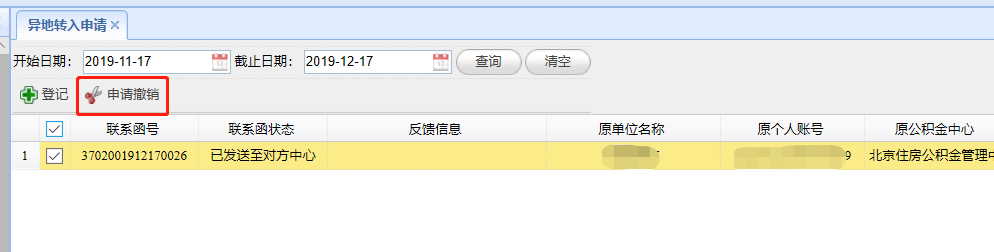 异地转入申请
开始日期: 2019-11-17 截止日期: 2019-12-17 查询 清空
登记 申请撤销
联系函号 联系函状态 反馈信息 原单位名称 原个人账号 原公积金中心
1 3702001912170026 已发送至对方中心 9 北京住房公积金管理